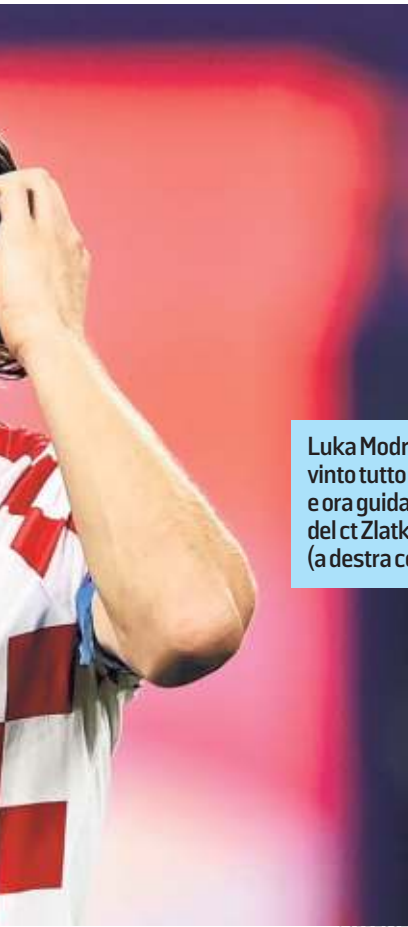 Luka Modr
vinto tutto
e ora guida
del ct Zlatk
(a destra co